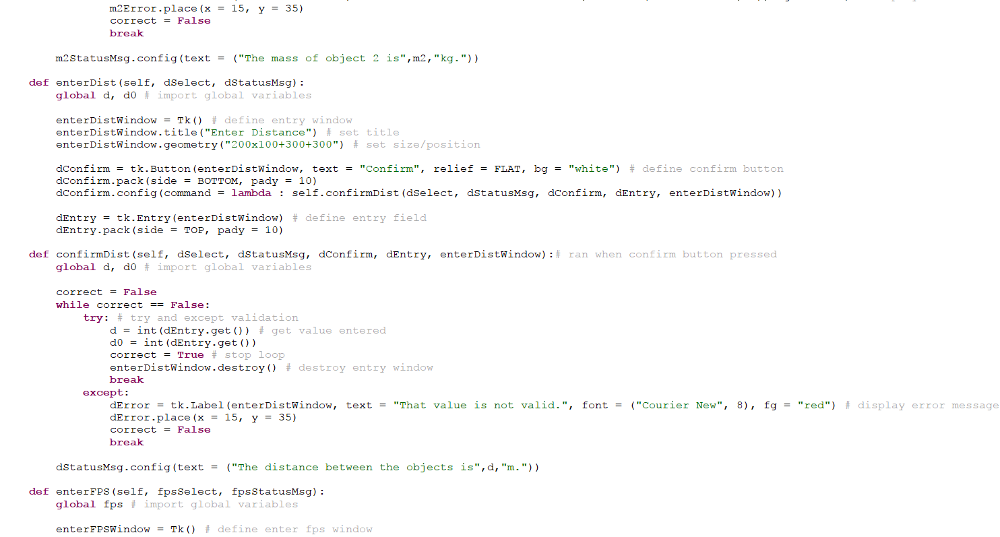 m2Error.place(x = 15, y = 35)
correct = False
break
m2StatusMsg.config(text = ("The mass of object 2 is",m2,"kg."))
def enterDist(self, dSelect, dStatusMsg):
global d, d0 # import global variables
enterDistWindow = Tk() # define entry window
enterDistWindow.title("Enter Distance") # set title
enterDistWindow.geometry("200x100+300+300") # set size/position
dConfirm = tk.Button(enterDistWindow, text = "Confirm", relief = FLAT, bg = "white") # define confirm button
dConfirm.pack(side = BOTTOM, pady = 10)
dConfirm.config(command = lambda : self.confirmDist(dSelect, dStatusMsg, dConfirm, dEntry, enterDistWindow))
dEntry = tk.Entry(enterDistWindow) # define entry field
dEntry.pack(side = TOP, pady = 10)
def confirmDist(self, dSelect, dStatusMsg, dConfirm, dEntry, enterDistWindow):# ran when confirm button pressed
global d, d0 # import global variables
correct = False
while correct == False:
try: # try and except validation
d = int(dEntry.get()) # get value entered
d0 = int(dEntry.get())
correct = True # stop loop
enterDistWindow.destroy() # destroy entry window
break
except:
dError = tk.Label(enterDistWindow, text = "That value is not valid.", font = ("Courier New", 8), fg = "red") # display error message
dError.place(x = 15, y = 35)
correct = False
break
dStatusMsg.config(text = ("The distance between the objects is",d,"m."))
def enterFPS(self, fpsSelect, fpsStatusMsg):
global fps # import global variables
enterFPSWindow = Tk() # define enter fps window